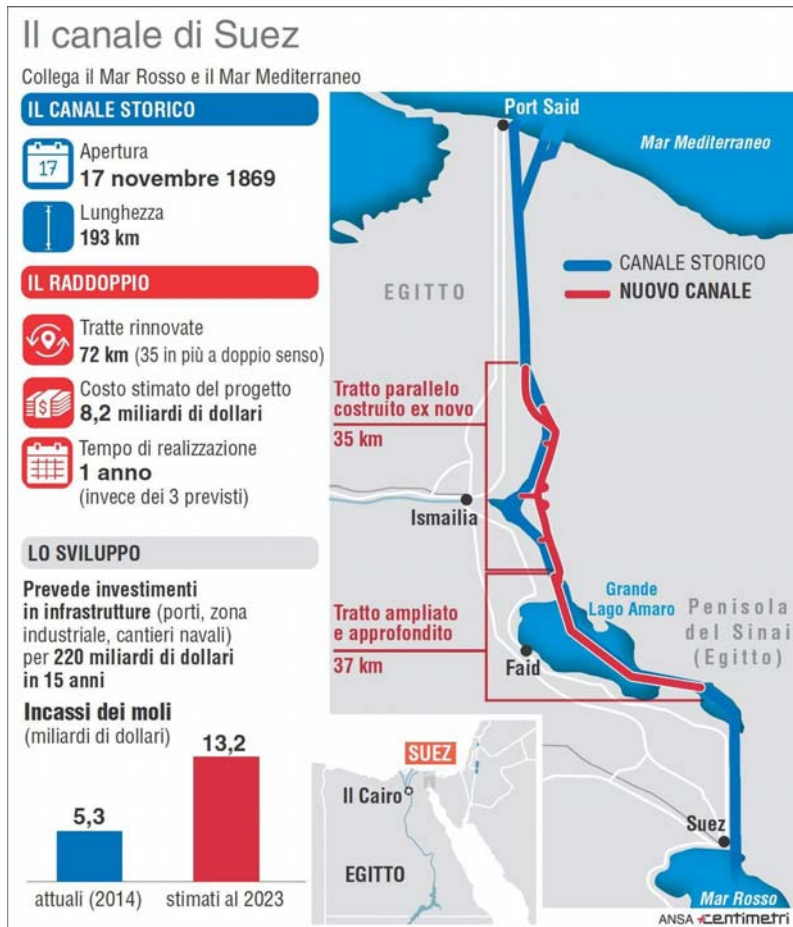 Il canale di Suez
Collega il Mar Rosso e il Mar Mediterraneo
IL CANALE STORICO
17
Apertura
17 novembre 1869
Lunghezza
193 km
IL RADDOPPIO
Tratte rinnovate
72 km (35 in più a doppio senso)
$
Costo stimato del progetto
8,2 miliardi di dollari
Tempo di realizzazione
1 anno
(invece dei 3 previsti)
LO SVILUPPO
Prevede investimenti
in infrastrutture (porti, zona
industriale, cantieri navali)
per 220 miliardi di dollari
in 15 anni
Incassi dei moli
(miliardi di dollari)
5,3
13,2
attuali (2014)
stimati al 2023
Port Said
Mar Mediterraneo
CANALE STORICO
NUOVO CANALE
EGITTO
Tratto parallelo
costruito ex novo
35 km
Ismailia
Grande
Lago Amaro
Penisola
del Sinai
(Egitto)
Tratto ampliato
e approfondito
37 km
Faid
Suez
Mar Rosso
SUEZ
Il Cairo
EGITTO
ANSA centimetri